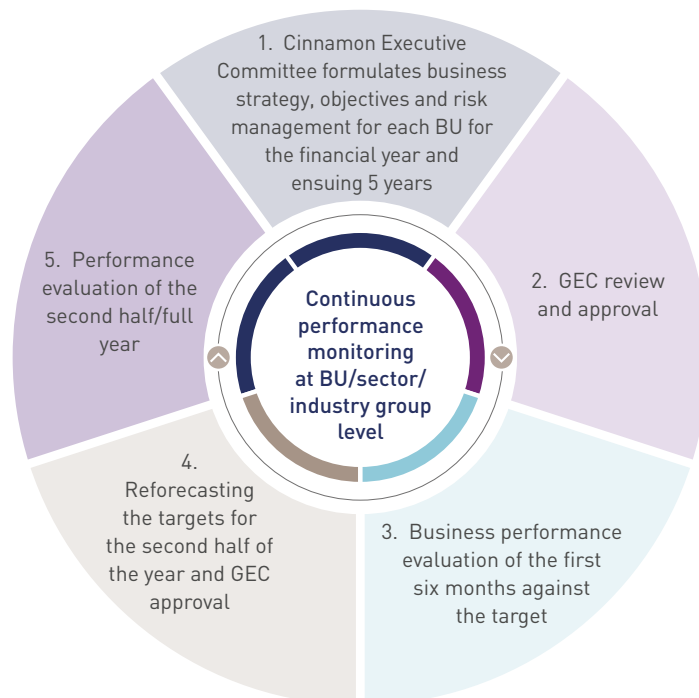 1. Cinnamon Executive
Committee formulates business
strategy, objectives and risk
management for each BU for
the financial year and
ensuing 5 years
2. GEC review
and approval
3. Business performance
evaluation of the first
six months against
the target
4.
Reforecasting
the targets for
the second half of
the year and GEC
approval
5. Performance
evaluation of the
second half/full
year
Continuous
performance
monitoring
at BU/sector/
industry group
level